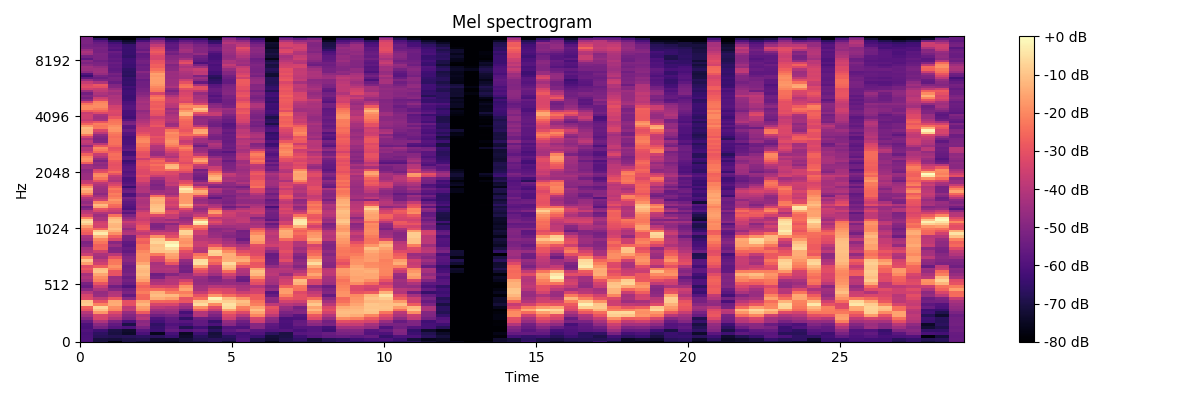 Mel spectrogram
8192
4096
2048
1024
512
0
Hz
0 5 10 15 20 25
Time
+0 dB
-10 dB
-20 dB
-30 dB
-40 dB
-50 dB
-60 dB
-70 dB
-80 dB